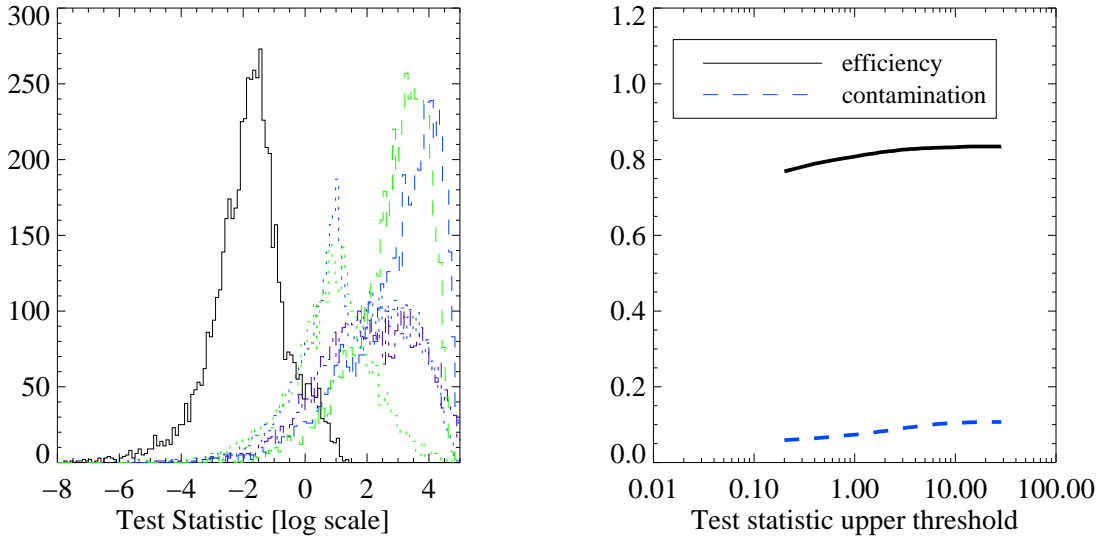 300
250
200
150
100
50
0
−8 −6 −4 −2 0 2 4
Test Statistic [log scale]
1.2
1.0
0.8
0.6
0.4
0.2
0.0
efficiency
contamination
0.01 0.10 1.00 10.00 100.00
Test statistic upper threshold